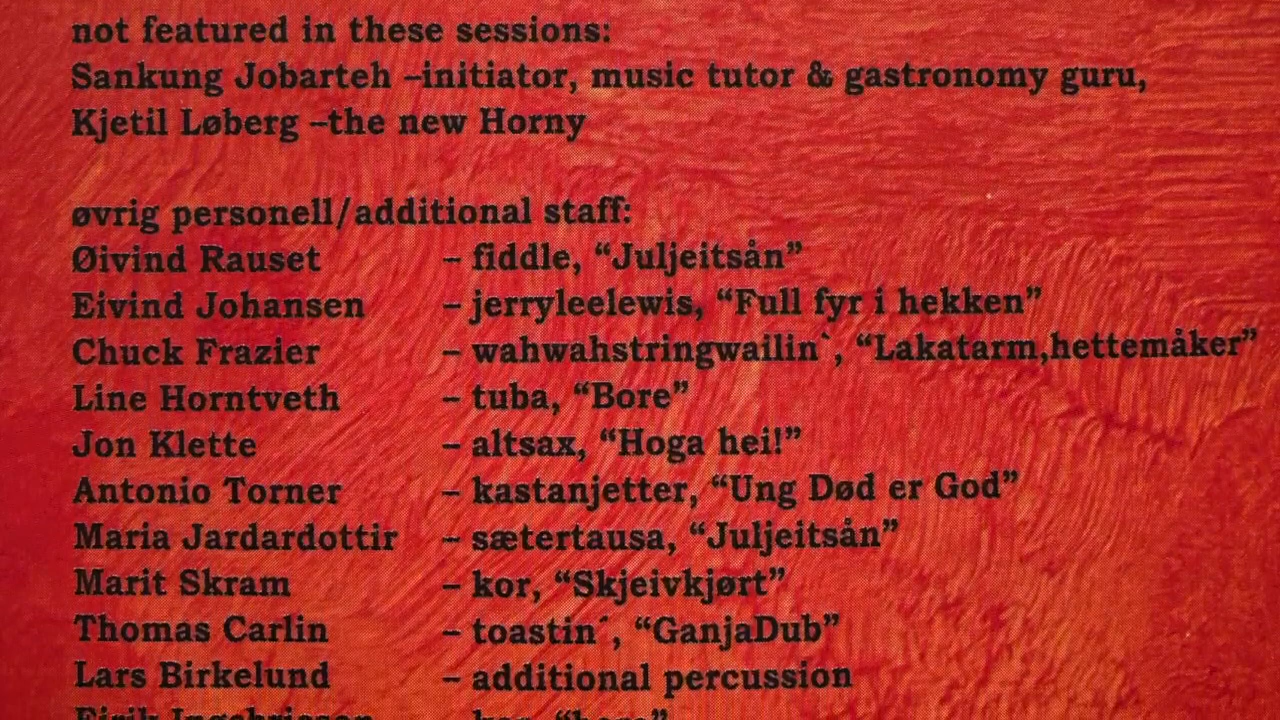 not featured in these sessions:
Sankung Jobarteh –initiator, music tutor & gastronomy guru,
Kjetil Løberg –the new Horny
øvrig personell/additional staff:
Øivind Rauset – fiddle, “Juljeitsån”
Eivind Johansen – jerryleelewis, “Full fyr i hekken”
Chuck Frazier – wahwahstringwailin`, “Lakatarm,hettemåker”
Line Horntveth – tuba, “Bore”
Jon Klette – altsax, “Hoga hei!”
Antonio Torner – kastanjetter, “Ung Død er God”
Maria Jardardottir – sætertausa, “Juljeitsån”
Marit Skram – kor, “Skjeivkjørt”
Thomas Carlin – toastin´, “GanjaDub”
Lars Birkelund – additional percussion
Eirik Ingebrigsen – kor,